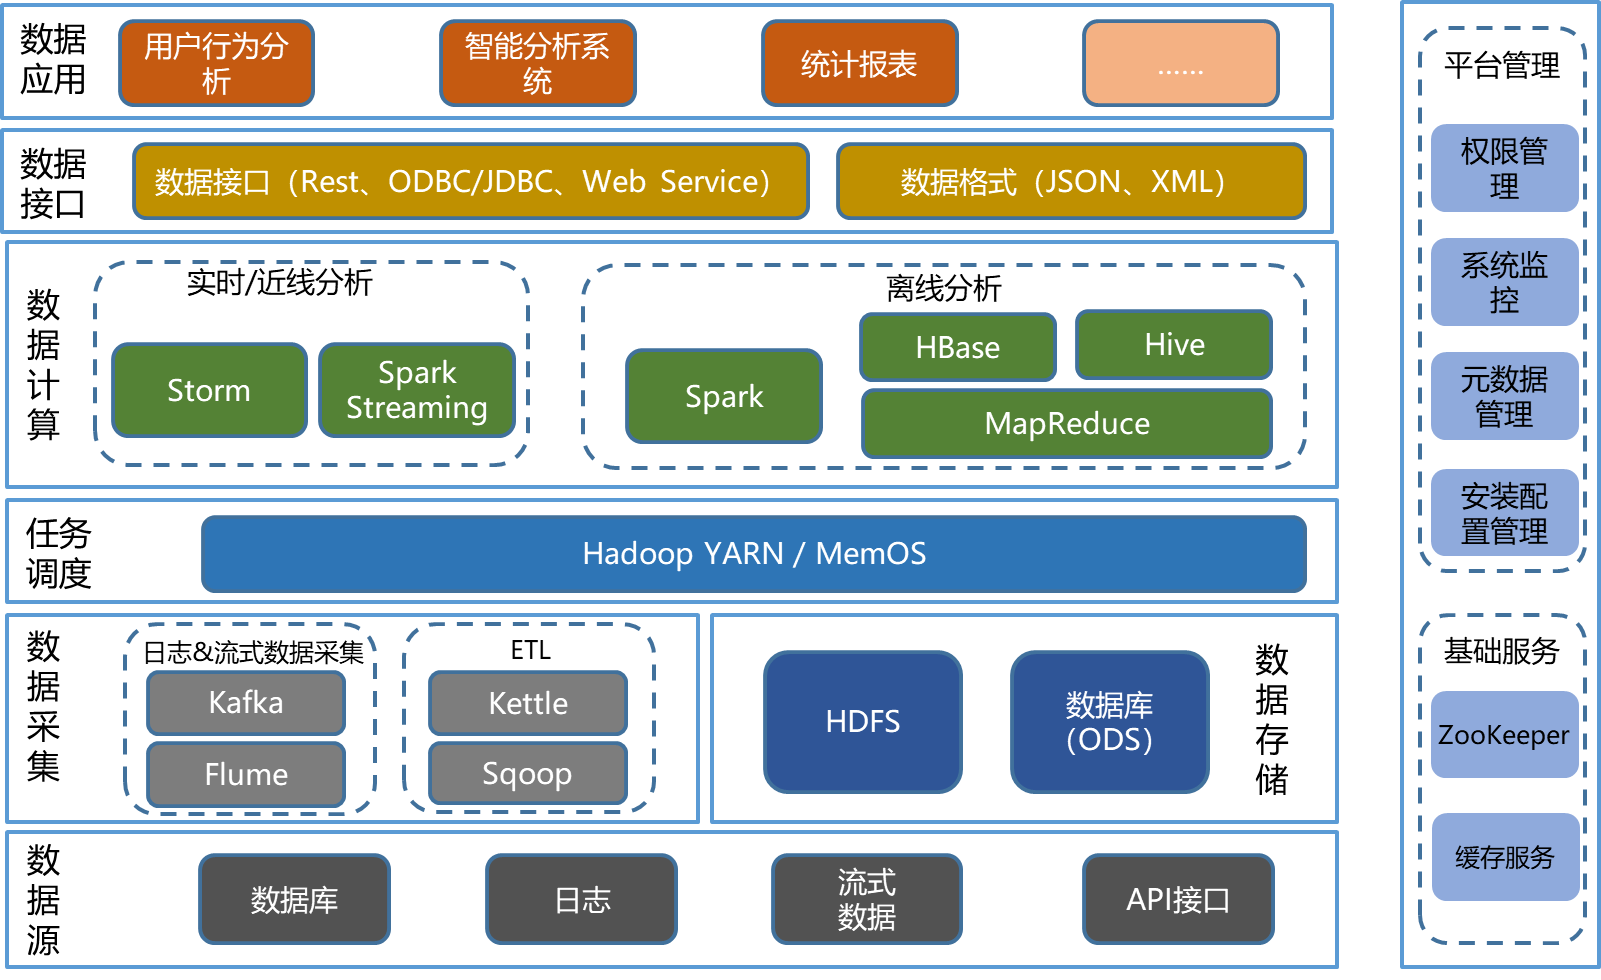 数据
应用
用户行为分
析
智能分析系
统
统计报表
......
数据
接口
数据接口（Rest、ODBC/JDBC、Web Service）
数据格式（JSON、XML）
数
据
计
算
实时/近线分析
Storm
Spark
Streaming
离线分析
Spark
HBase
Hive
MapReduce
任务
调度
Hadoop YARN / MemOS
数
据
采
集
日志&流式数据采集
Kafka
Flume
ETL
Kettle
Sqoop
HDFS
数据库
（ODS）
数
据
存
储
数
据
源
数据库
日志
流式
数据
API接口
平台管理
权限管
理
系统监
控
元数据
管理
安装配
置管理
基础服务
ZooKeeper
缓存服务